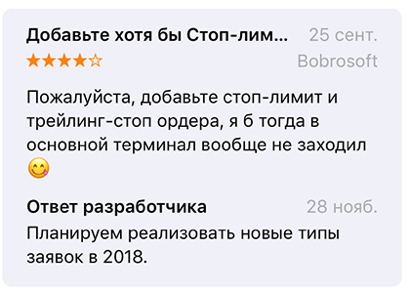 Добавьте хотя бы Стоп-лим... 25 сент.
Bobrosoft
Пожалуйста, добавьте стоп-лимит и
трейлинг-стоп ордера, я б тогда в
основной терминал вообще не заходил
😋
Ответ разработчика 28 нояб.
Планируем реализовать новые типы
заявок в 2018.